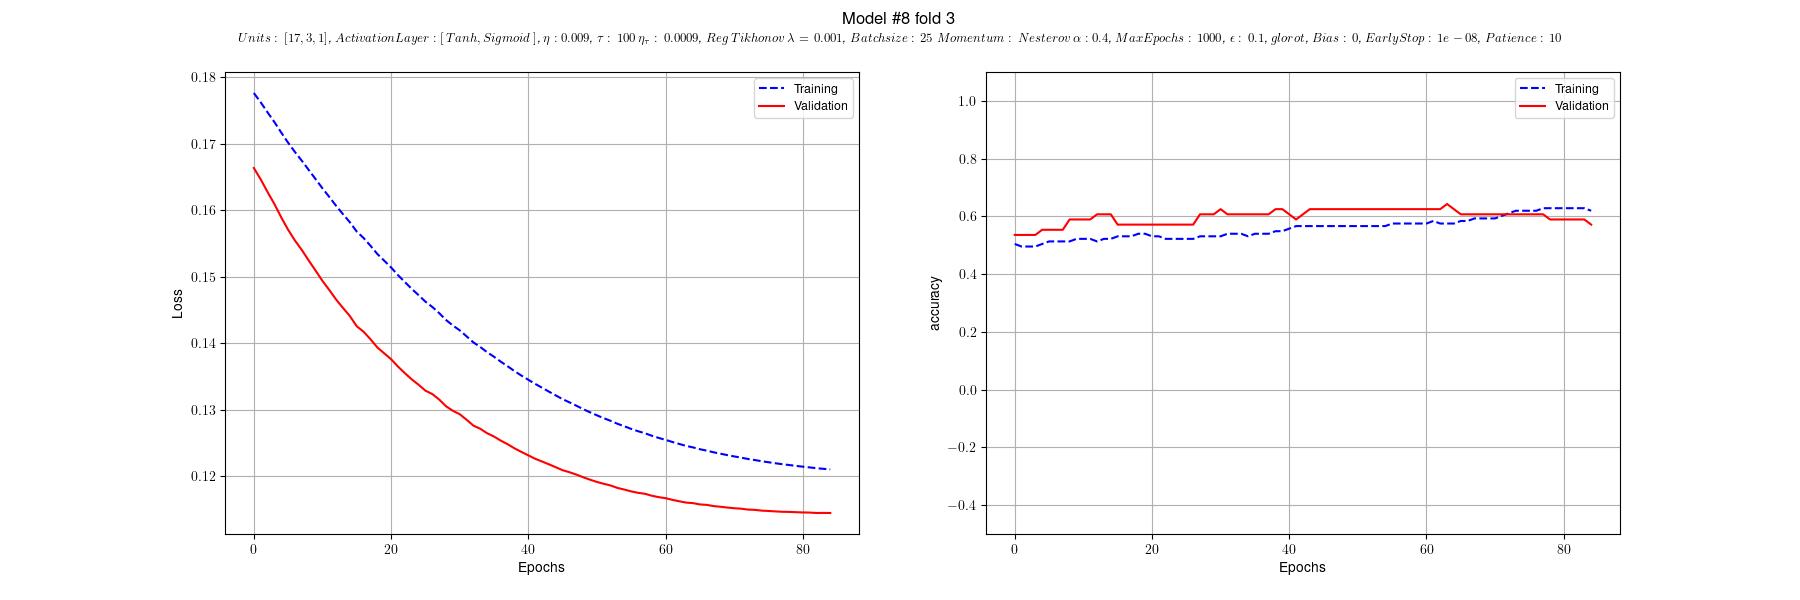 Model #8 fold 3
Units : [17, 3, 1], ActivationLayer : [ Tanh, Sigmoid ], η : 0.009, τ : 100 ητ : 0.0009, Reg Tikhonov λ = 0.001, Batchsize : 25 Momentum : Nesterov α : 0.4, MaxEpochs : 1000, ϵ : 0.1, glorot, Bias : 0, EarlyStop : 1e − 08, Patience : 10
0.18
0.17
0.16
0.15
0.14
0.13
0.12
Loss
Training
Validation
0
20
40
60
80
Epochs
1.0
0.8
0.6
0.4
0.2
0.0
−0.2
−0.4
accuracy
Training
Validation
0
20
40
60
80
Epochs